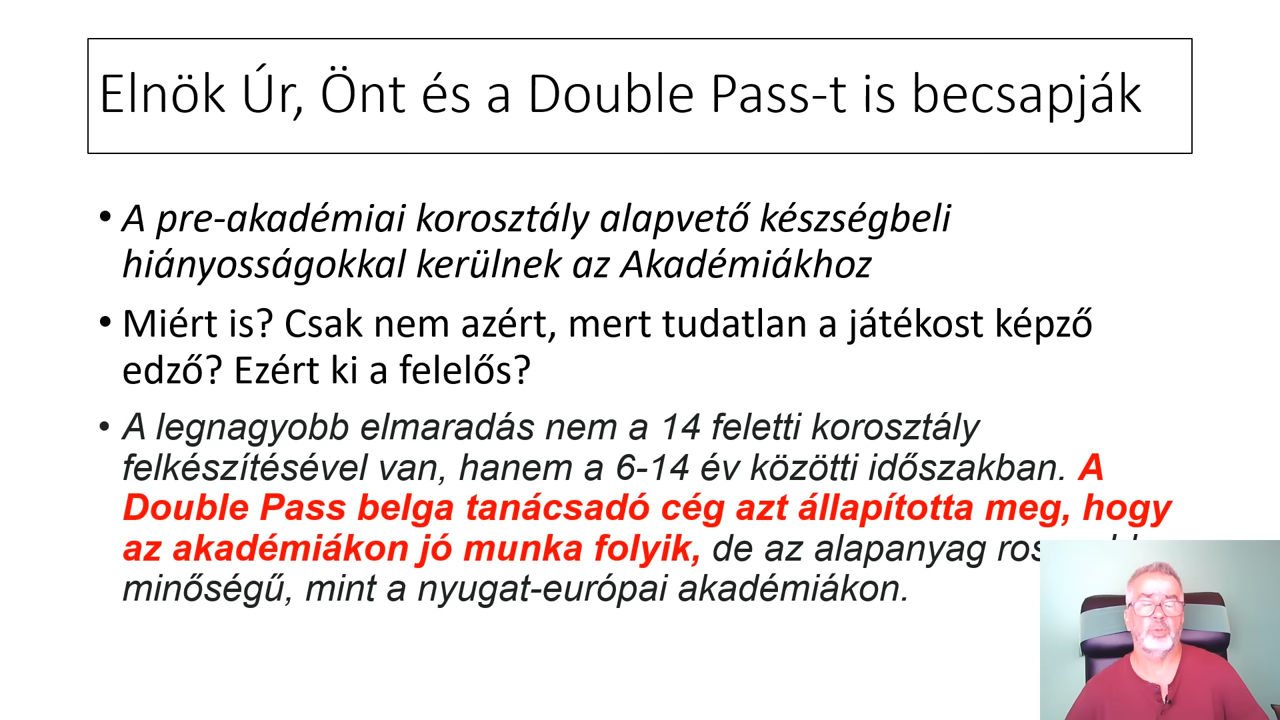 Elnök Úr, Önt és a Double Pass-t is becsapják
• A pre-akadémiai korosztály alapvető készségbeli
hiányosságokkal kerülnek az Akadémiákhoz
• Miért is? Csak nem azért, mert tudatlan a játékost képző
edző? Ezért ki a felelős?
• A legnagyobb elmaradás nem a 14 feletti korosztály
felkészítésével van, hanem a 6-14 év közötti időszakban. A
Double Pass belga tanácsadó cég azt állapította meg, hogy
az akadémiákon jó munka folyik, de az alapanyag
minőségű, mint a nyugat-európai akadémiákon.